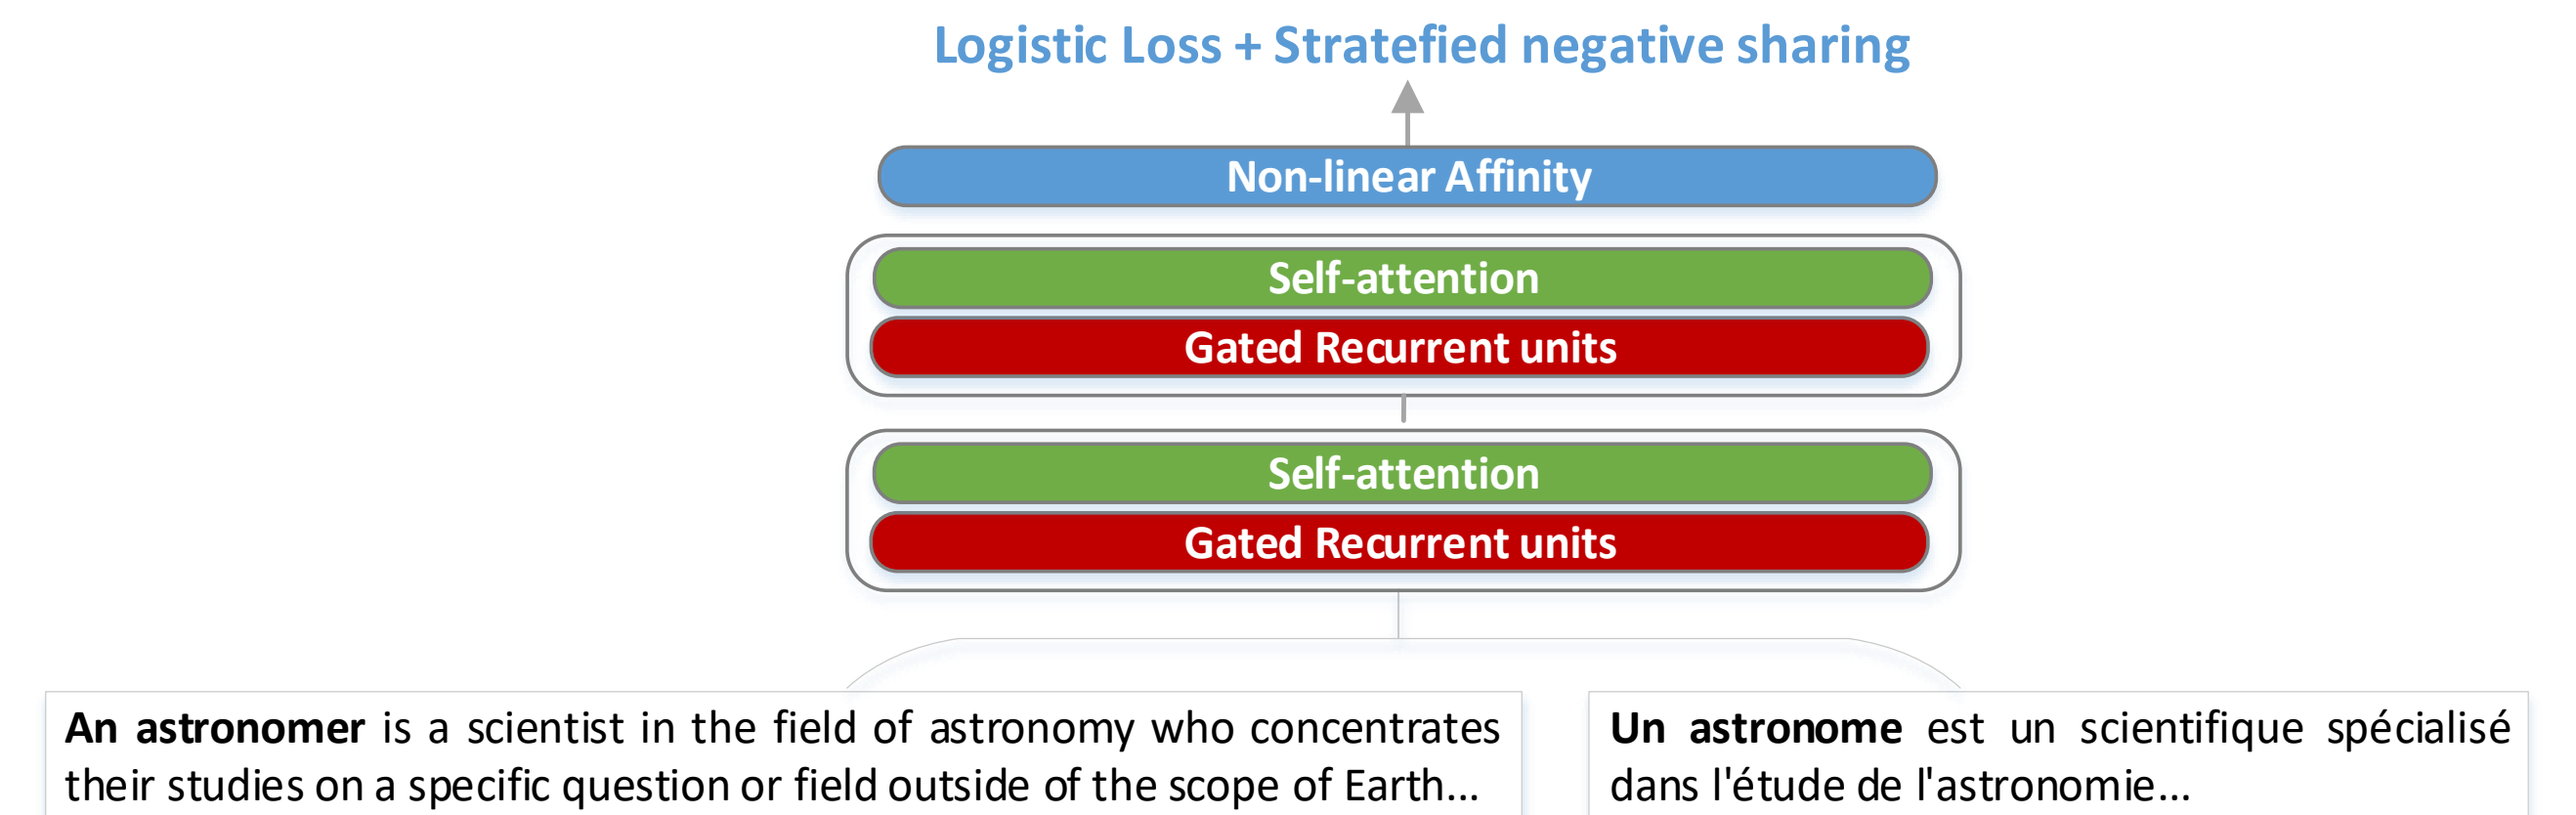 Logistic Loss + Stratefied negative sharing
Non-linear Affinity
Self-attention
Gated Recurrent units
Self-attention
Gated Recurrent units
An astronomer is a scientist in the field of astronomy who concentrates
their studies on a specific question or field outside of the scope of Earth...
Un astronome est un scientifique spécialisé
dans l'étude de l'astronomie...